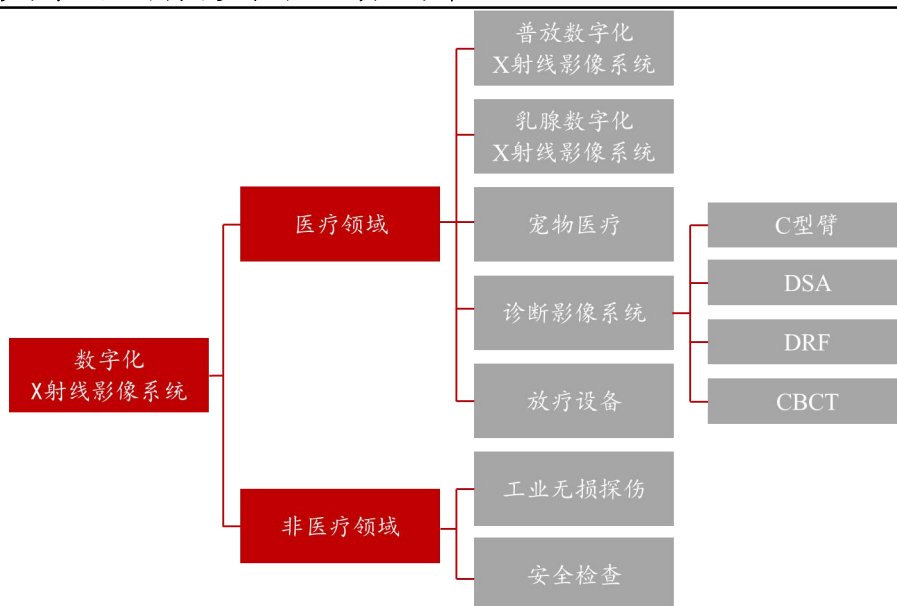 普放数字化
X射线影像系统
乳腺数字化
X射线影像系统
医疗领域
宠物医疗
C型臂
诊断影像系统
DSA
数字化
X射线影像系统
DRF
放疗设备
CBCT
工业无损探伤
非医疗领域
安全检查